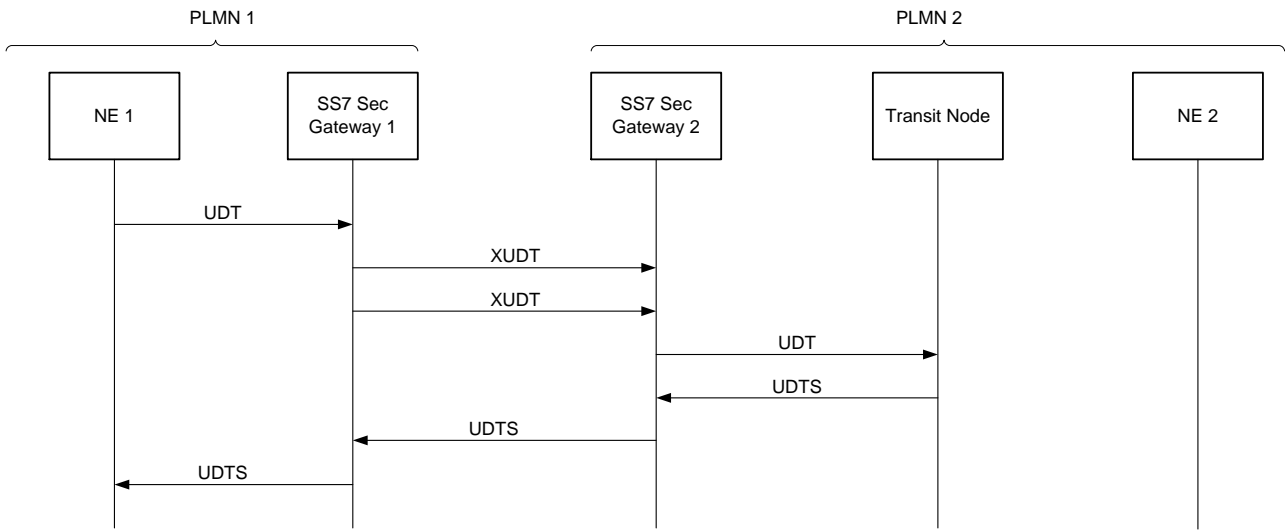 PLMN 1
PLMN 2
NE 1
SS7 Sec
Gateway 1
SS7 Sec
Gateway 2
Transit Node
NE 2
UDT
XUDT
XUDT
UDT
UDTS
UDTS
UDTS